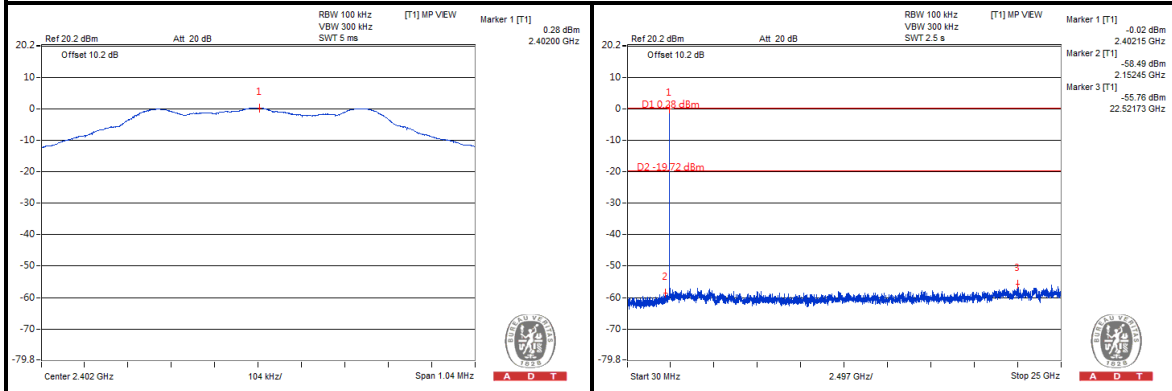 RBW 100 kHz [T1] MP VIEW
VBW 300 kHz
Ref 20.2 dBm Att 20 dB SWT 5 ms
Marker 1 [T1]
0.28 dBm
2.40200 GHz
20.2
Offset 10.2 dB
10
0
-10
-20
-30
-40
-50
-60
-70
-79.8
1
Center 2.402 GHz 104 kHz/ Span 1.04 MHz
BUREAU VERITAS
1828
A D T
RBW 100 kHz [T1] MP VIEW
VBW 300 kHz
Ref 20.2 dBm Att 20 dB SWT 2.5 s
Marker 1 [T1]
-0.02 dBm
2.40215 GHz
Marker 2 [T1]
-58.49 dBm
2.15245 GHz
Marker 3 [T1]
-55.76 dBm
22.52173 GHz
20.2
Offset 10.2 dB
10
0
-10
-20
-30
-40
-50
-60
-70
-79.8
1
D1 0.28 dBm
D2 -19.72 dBm
2
3
Start 30 MHz 2.497 GHz/ Stop 25 GHz
BUREAU VERITAS
1828
A D T